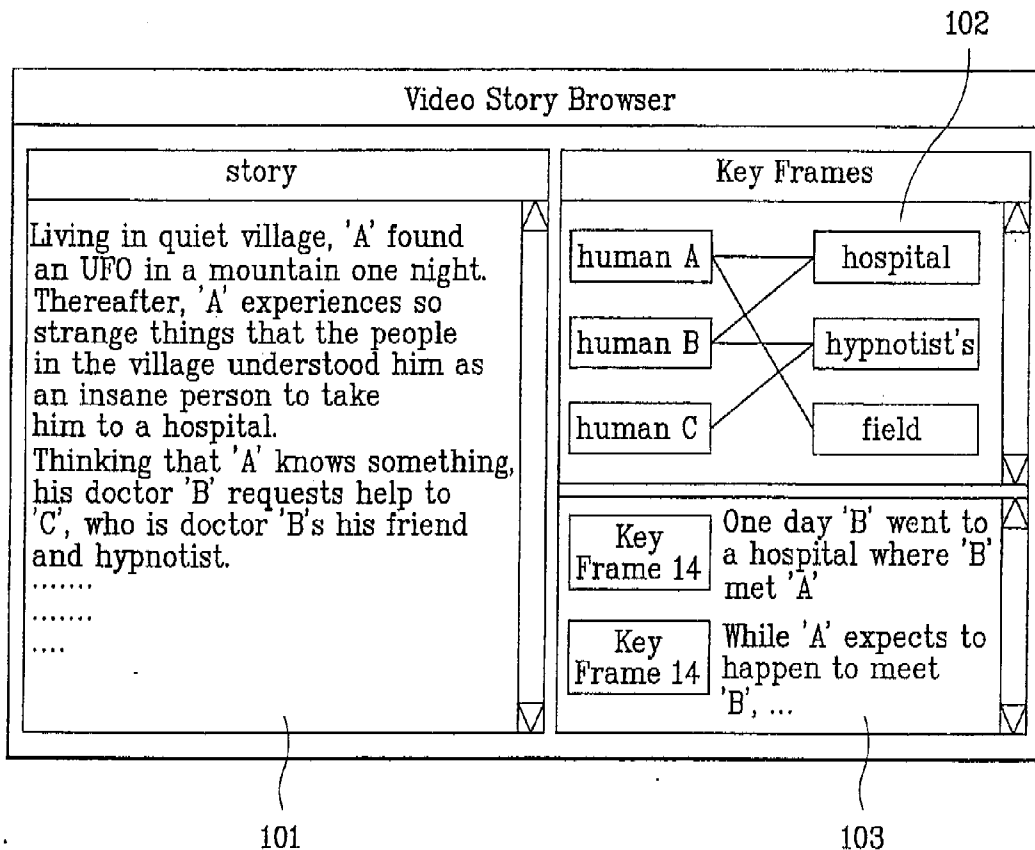 102
Video Story Browser
story
Living in quiet village, 'A' found
an UFO in a mountain one night.
Thereafter, 'A' experiences so
strange things that the people
in the village understood him as
an insane person to take
him to a hospital.
Thinking that 'A' knows something,
his doctor 'B' requests help to
'C', who is doctor 'B's his friend
and hypnotist.
.......
.......
....
Key Frames
human A
hospital
human B
hypnotist's
human C
field
Key
Frame 14
One day 'B' went to
a hospital where 'B'
met 'A'
Key
Frame 14
While 'A' expects to
happen to meet
'B', ...
101
103